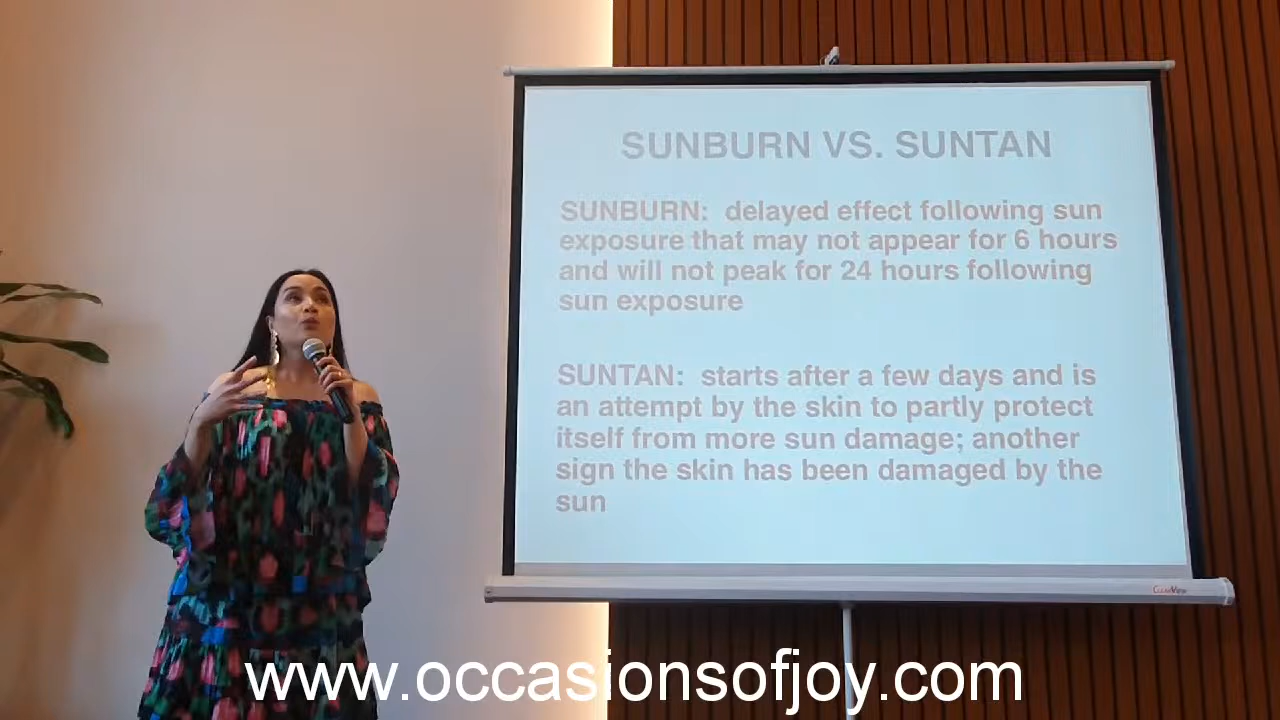 SUNBURN VS. SUNTAN
SUNBURN: delayed effect following sun
exposure that may not appear for 6 hours
and will not peak for 24 hours following
sun exposure
SUNTAN: starts after a few days and is
an attempt by the skin to partly protect
itself from more sun damage; another
sign the skin has been damaged by the
sun
ClearView
www.occasionsofjoy.com